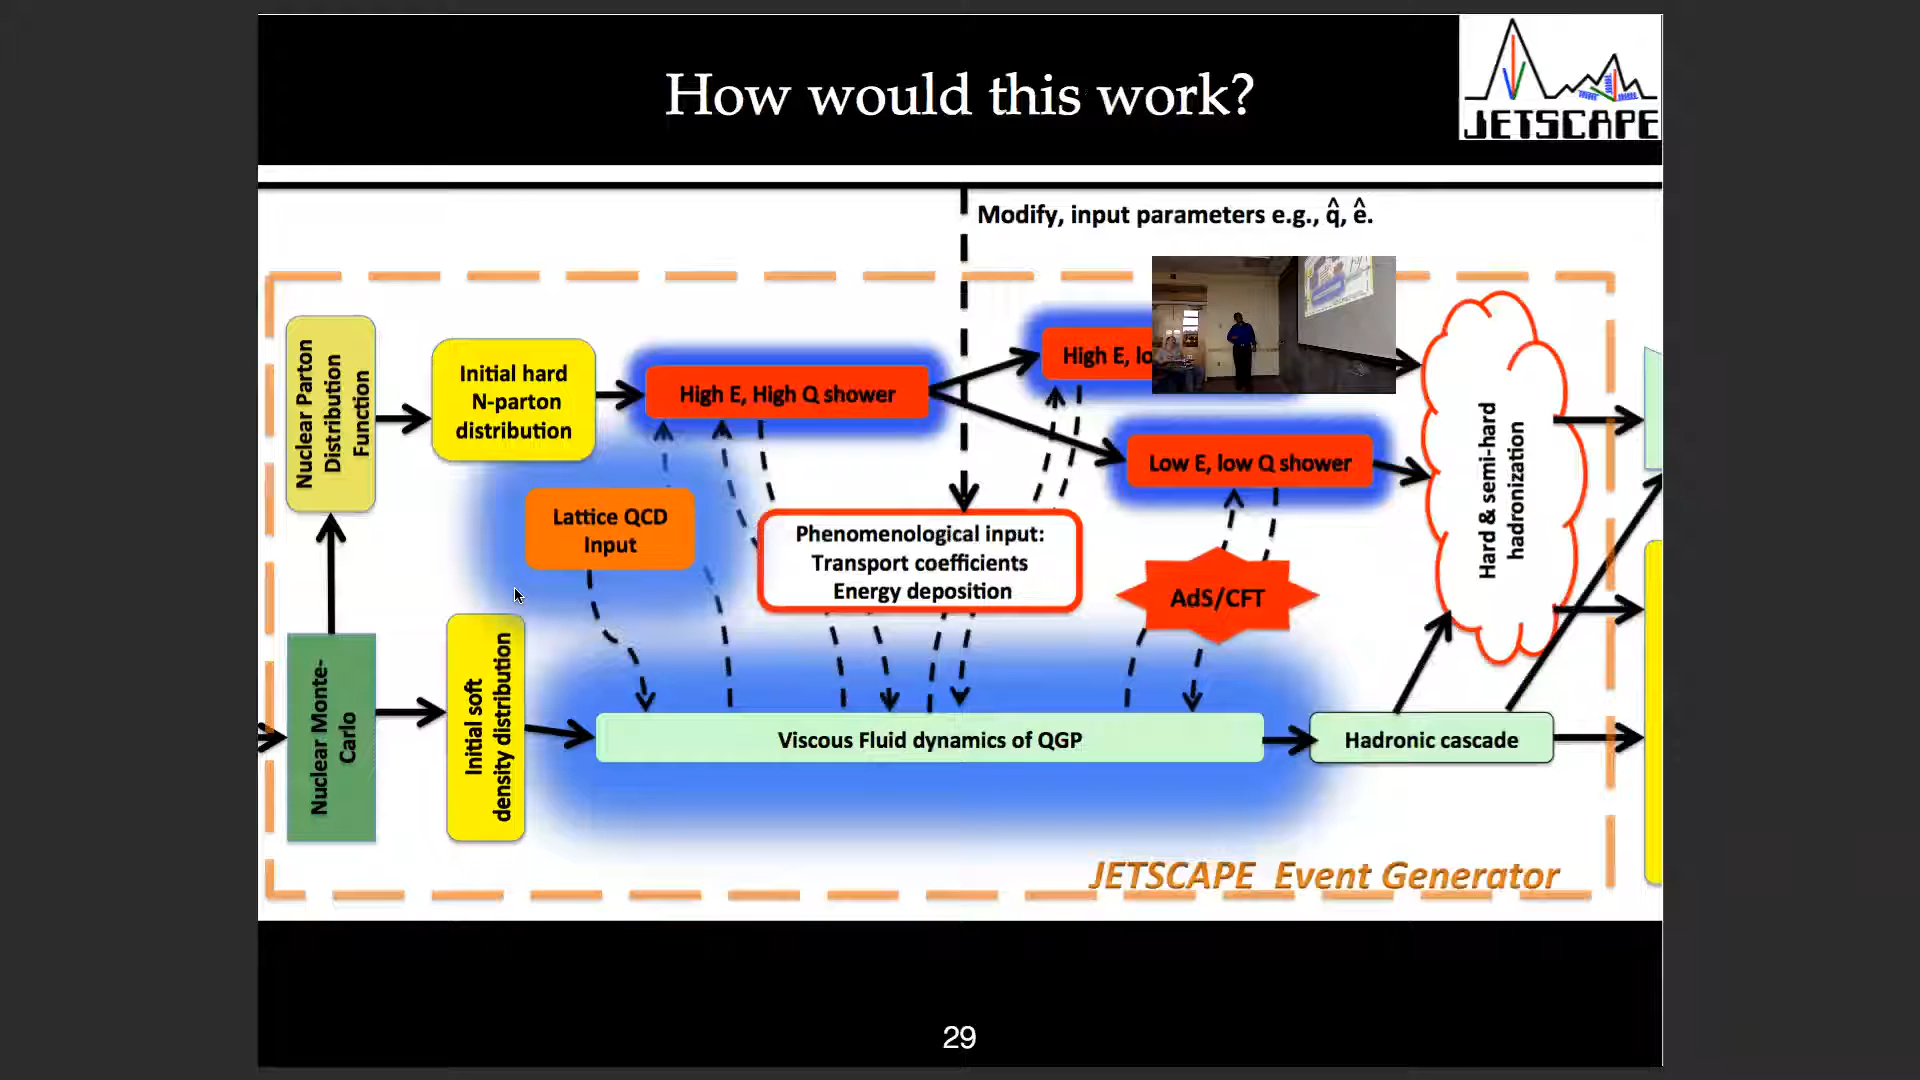 How would this work?
JETSCAPE
Modify, input parameters e.g., q̂, ê.
Nuclear Parton
Distribution
Function
Initial hard
N-parton
distribution
High E, High Q shower
High E, lo
Low E, low Q shower
Hard & semi-hard
hadronization
Lattice QCD
Input
Phenomenological input:
Transport coefficients
Energy deposition
AdS/CFT
Nuclear Monte-
Carlo
Initial soft
density distribution
Viscous Fluid dynamics of QGP
Hadronic cascade
JETSCAPE Event Generator
29